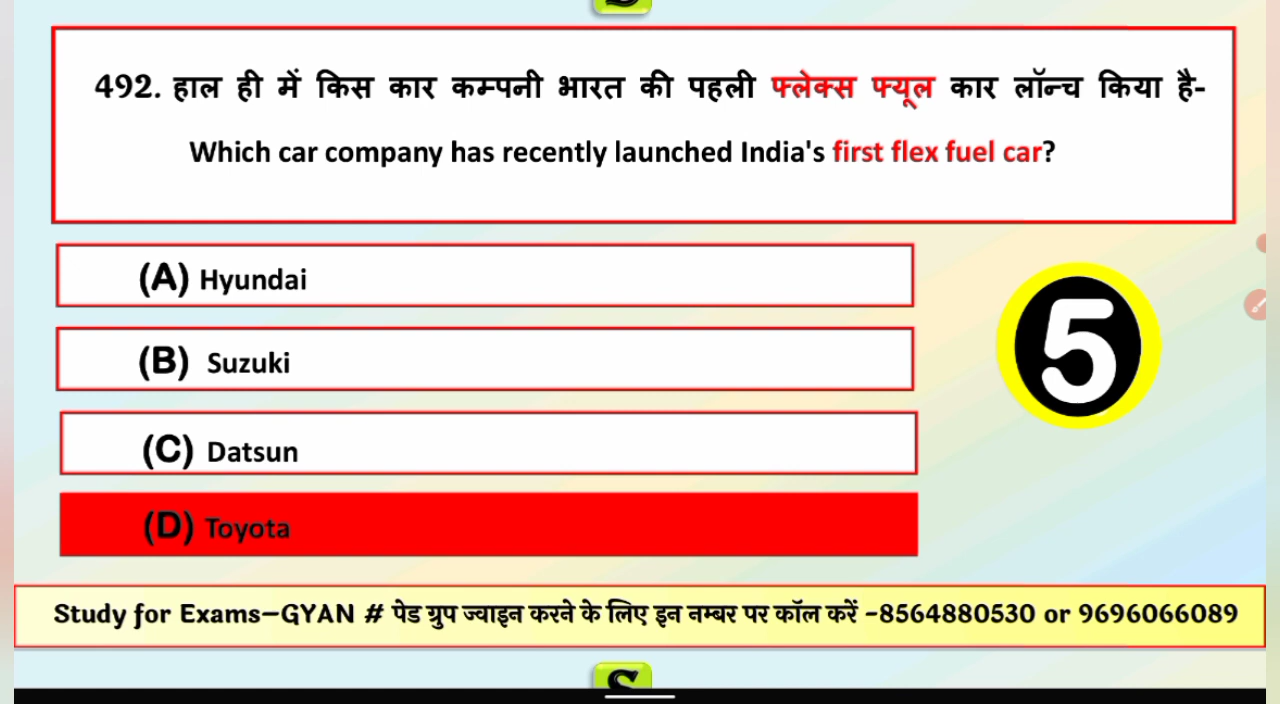 492. हाल ही में किस कार कम्पनी भारत की पहली फ्लेक्स फ्यूल कार लॉन्च किया है-
Which car company has recently launched India's first flex fuel car?
(A) Hyundai
(B) Suzuki
5
(C) Datsun
(D) Toyota
Study for Exams–GYAN # पेड ग्रुप ज्वाइन करने के लिए इन नम्बर पर कॉल करें -8564880530 or 9696066089